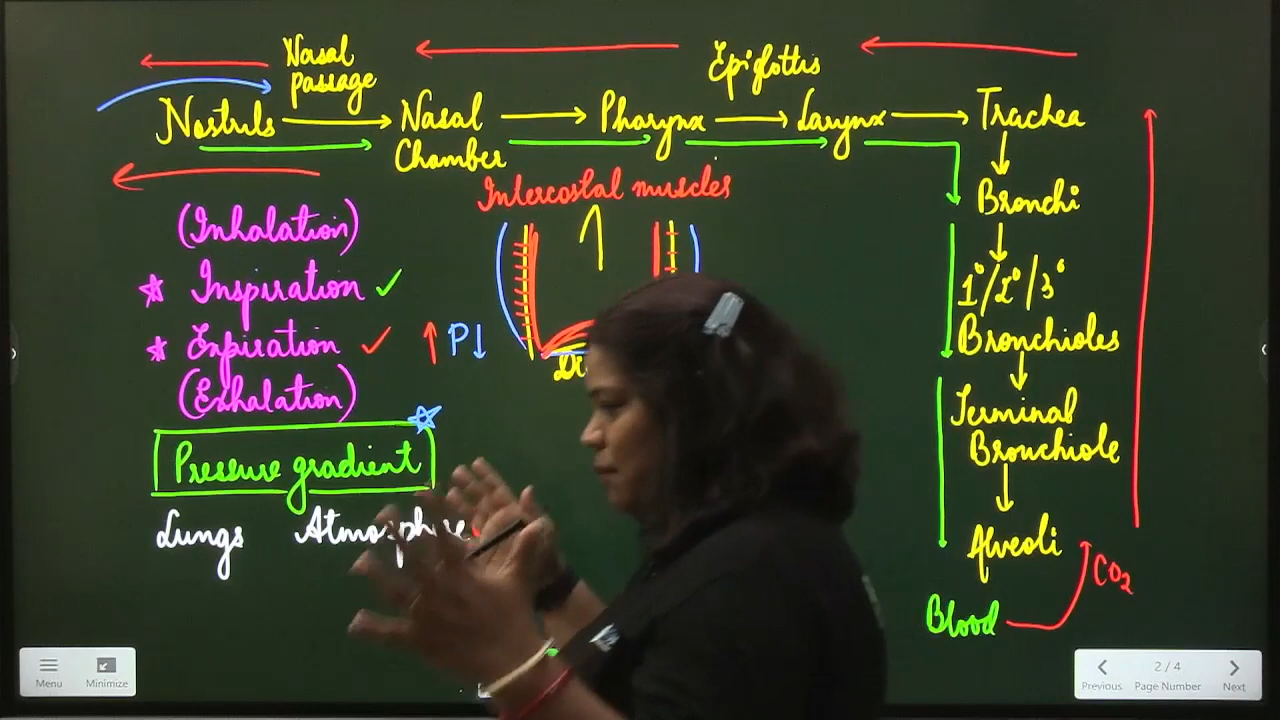 Nasal passage
Epiglottis
Nostrils → Nasal Chamber → Pharynx → Larynx → Trachea
Intercostal muscles
Bronchi
(Inhalation)
Inspiration ✓
1°/2°/3°
Bronchioles
Expiration ✓ ↑ P↓
(Exhalation)
Terminal
Bronchiole
Pressure gradient
Lungs Atmosphere
Alveoli
CO₂
Blood
Menu
Minimize
2/4
Previous Page Number Next